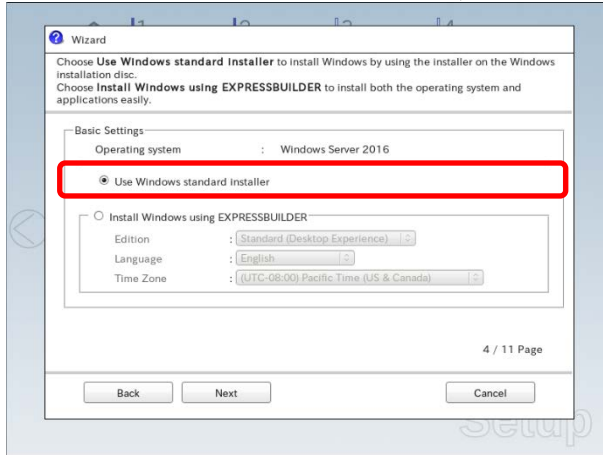 Wizard
Choose Use Windows standard Installer to install Windows by using the installer on the Windows
installation disc.
Choose Install Windows using EXPRESSBUILDER to install both the operating system and
applications easily.
Basic Settings
Operating system : Windows Server 2016
Use Windows standard Installer
Install Windows using EXPRESSBUILDER
Edition : Standard (Desktop Experience)
Language : English
Time Zone : (UTC-08:00) Pacific Time (US & Canada)
4 / 11 Page
Back Next Cancel
Setup